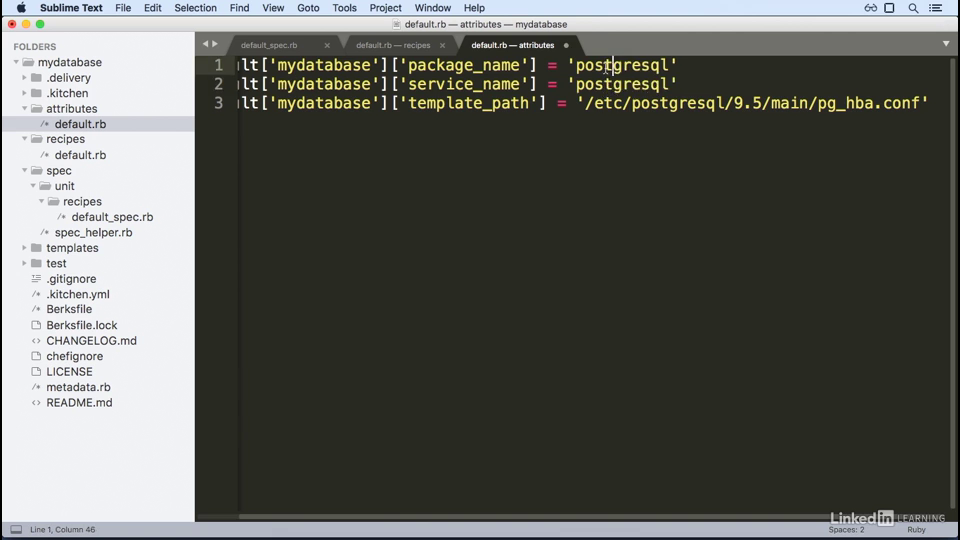 Sublime Text File Edit Selection Find View Goto Tools Project Window Help
default.rb — attributes — mydatabase
FOLDERS
mydatabase
.delivery
.kitchen
attributes
/* default.rb
recipes
/* default.rb
spec
unit
recipes
/* default_spec.rb
/* spec_helper.rb
templates
test
.gitignore
/* .kitchen.yml
/* Berksfile
Berksfile.lock
<> CHANGELOG.md
chefignore
LICENSE
/* metadata.rb
<> README.md
default_spec.rb × default.rb — recipes × default.rb — attributes
1 ult['mydatabase']['package_name'] = 'postgresql'
2 ult['mydatabase']['service_name'] = 'postgresql'
3 ult['mydatabase']['template_path'] = '/etc/postgresql/9.5/main/pg_hba.conf'
Line 1, Column 46
Spaces: 2 Ruby
Linked in LEARNING